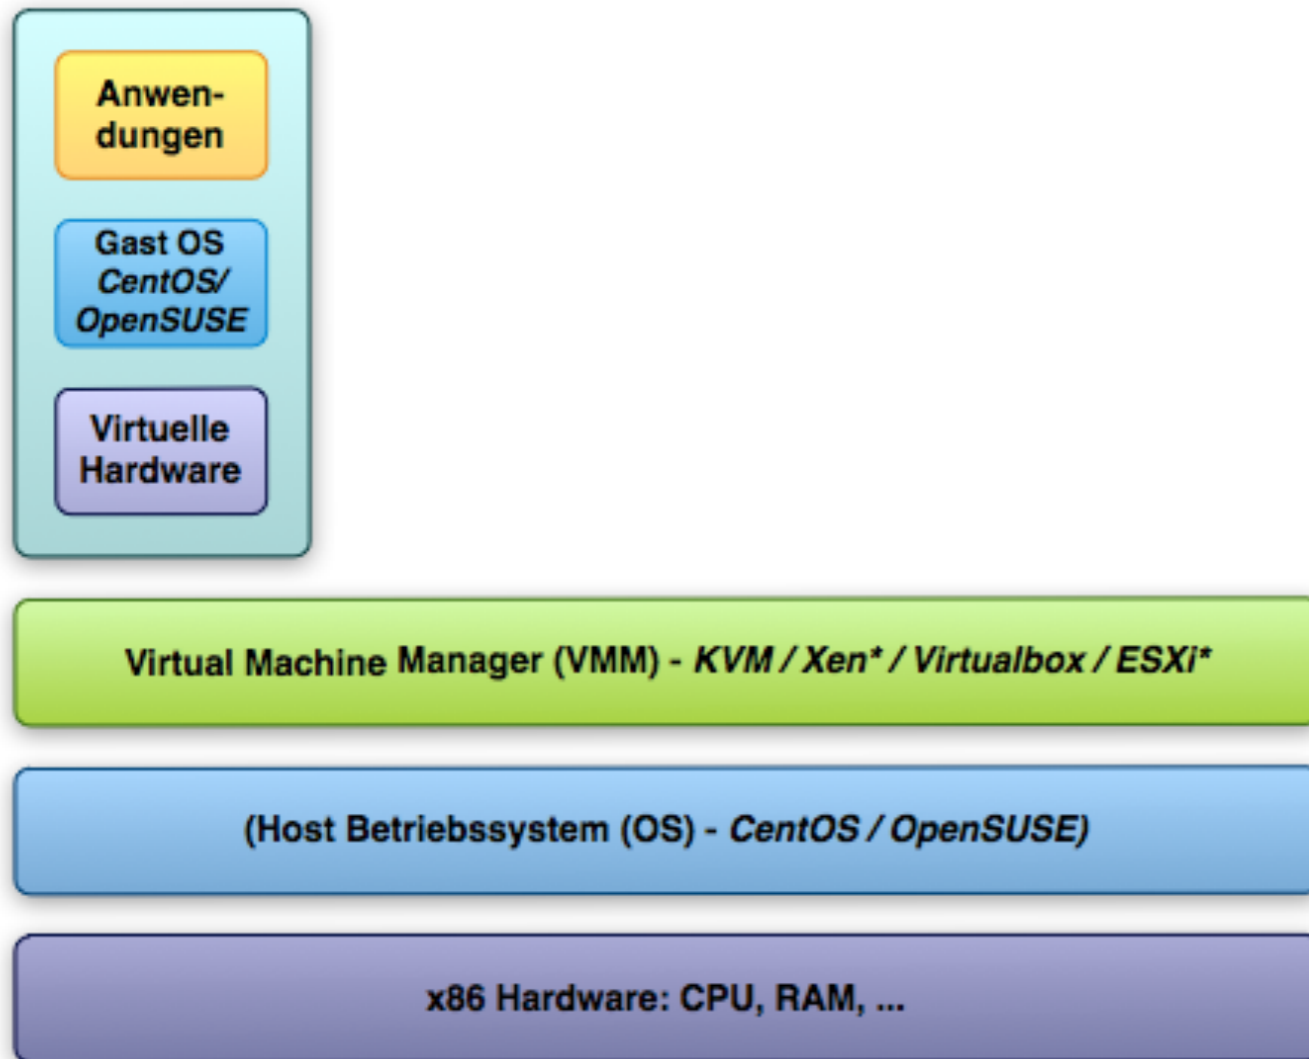 Anwen-
dungen
Gast OS
CentOS/
OpenSUSE
Virtuelle
Hardware
Virtual Machine Manager (VMM) - KVM / Xen* / Virtualbox / ESXi*
(Host Betriebssystem (OS) - CentOS / OpenSUSE)
x86 Hardware: CPU, RAM, ...